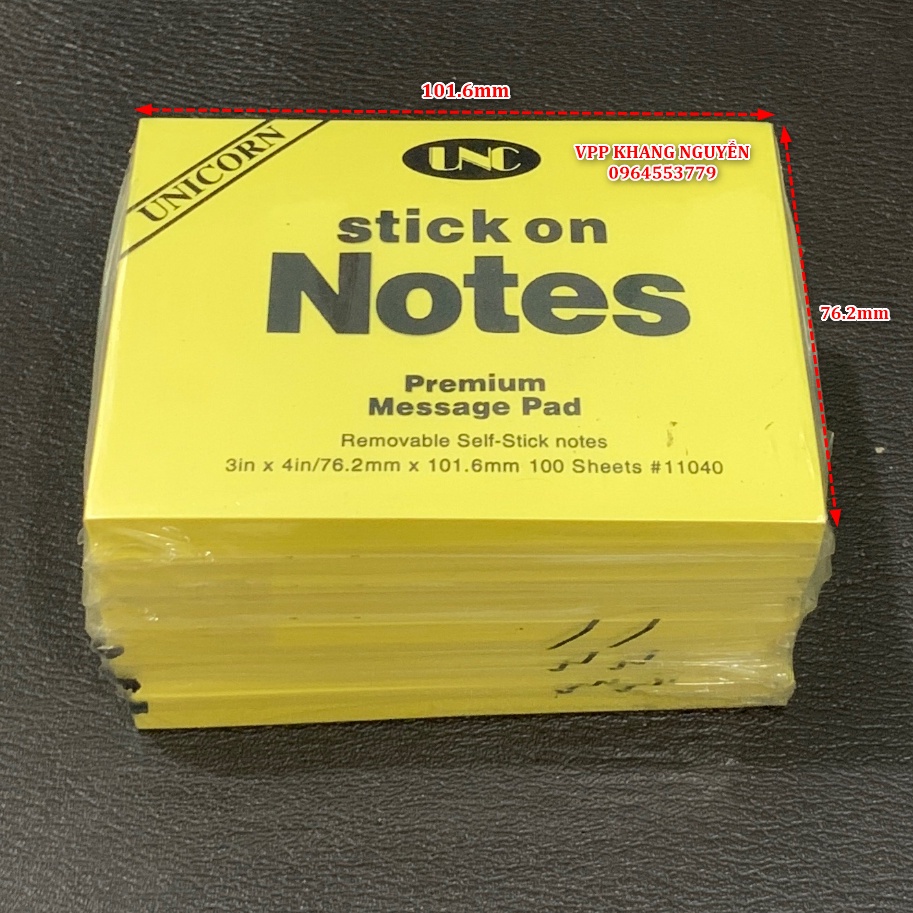 101.6mm
UNICORN
UNC
VPP KHANG NGUYỄN
0964553779
stick on
Notes
76.2mm
Premium
Message Pad
Removable Self-Stick notes
3in x 4in/76.2mm x 101.6mm 100 Sheets #11040